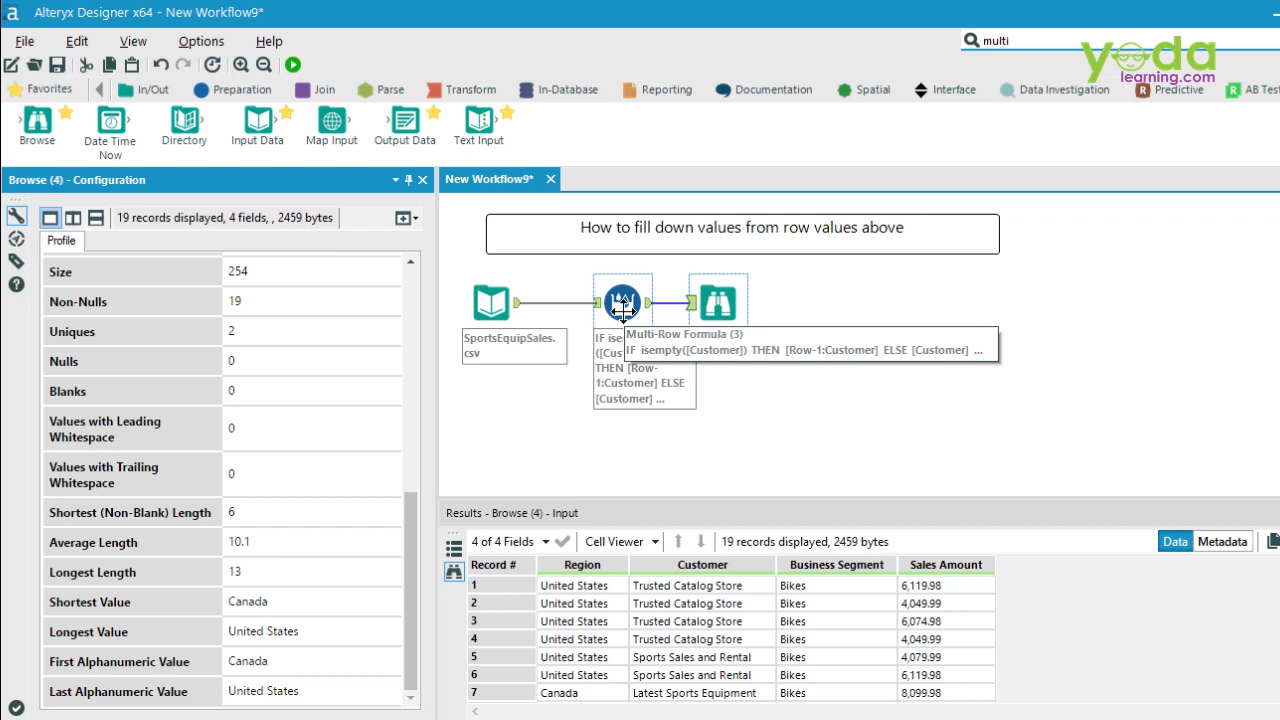 Alteryx Designer x64 - New Workflow9*
File Edit View Options Help
multi
yoda
learning.com
Favorites In/Out Preparation Join Parse Transform In-Database Reporting Documentation Spatial Interface Data Investigation Predictive AB Test
Browse Date Time Now Directory Input Data Map Input Output Data Text Input
Browse (4) - Configuration
New Workflow9*
19 records displayed, 4 fields, , 2459 bytes
Profile
Size 254
Non-Nulls 19
Uniques 2
Nulls 0
Blanks 0
Values with Leading Whitespace 0
Values with Trailing Whitespace 0
Shortest (Non-Blank) Length 6
Average Length 10.1
Longest Length 13
Shortest Value Canada
Longest Value United States
First Alphanumeric Value Canada
Last Alphanumeric Value United States
How to fill down values from row values above
SportsEquipSales.
csv
IF ise
([Cus
THEN [Row-
1:Customer] ELSE
[Customer] ...
Multi-Row Formula (3)
IF isempty([Customer]) THEN [Row-1:Customer] ELSE [Customer] ...
Results - Browse (4) - Input
4 of 4 Fields Cell Viewer 19 records displayed, 2459 bytes Data Metadata
Record # Region Customer Business Segment Sales Amount
1 United States Trusted Catalog Store Bikes 6,119.98
2 United States Trusted Catalog Store Bikes 4,049.99
3 United States Trusted Catalog Store Bikes 6,074.98
4 United States Trusted Catalog Store Bikes 4,049.99
5 United States Sports Sales and Rental Bikes 4,079.99
6 United States Sports Sales and Rental Bikes 6,119.98
7 Canada Latest Sports Equipment Bikes 8,099.98